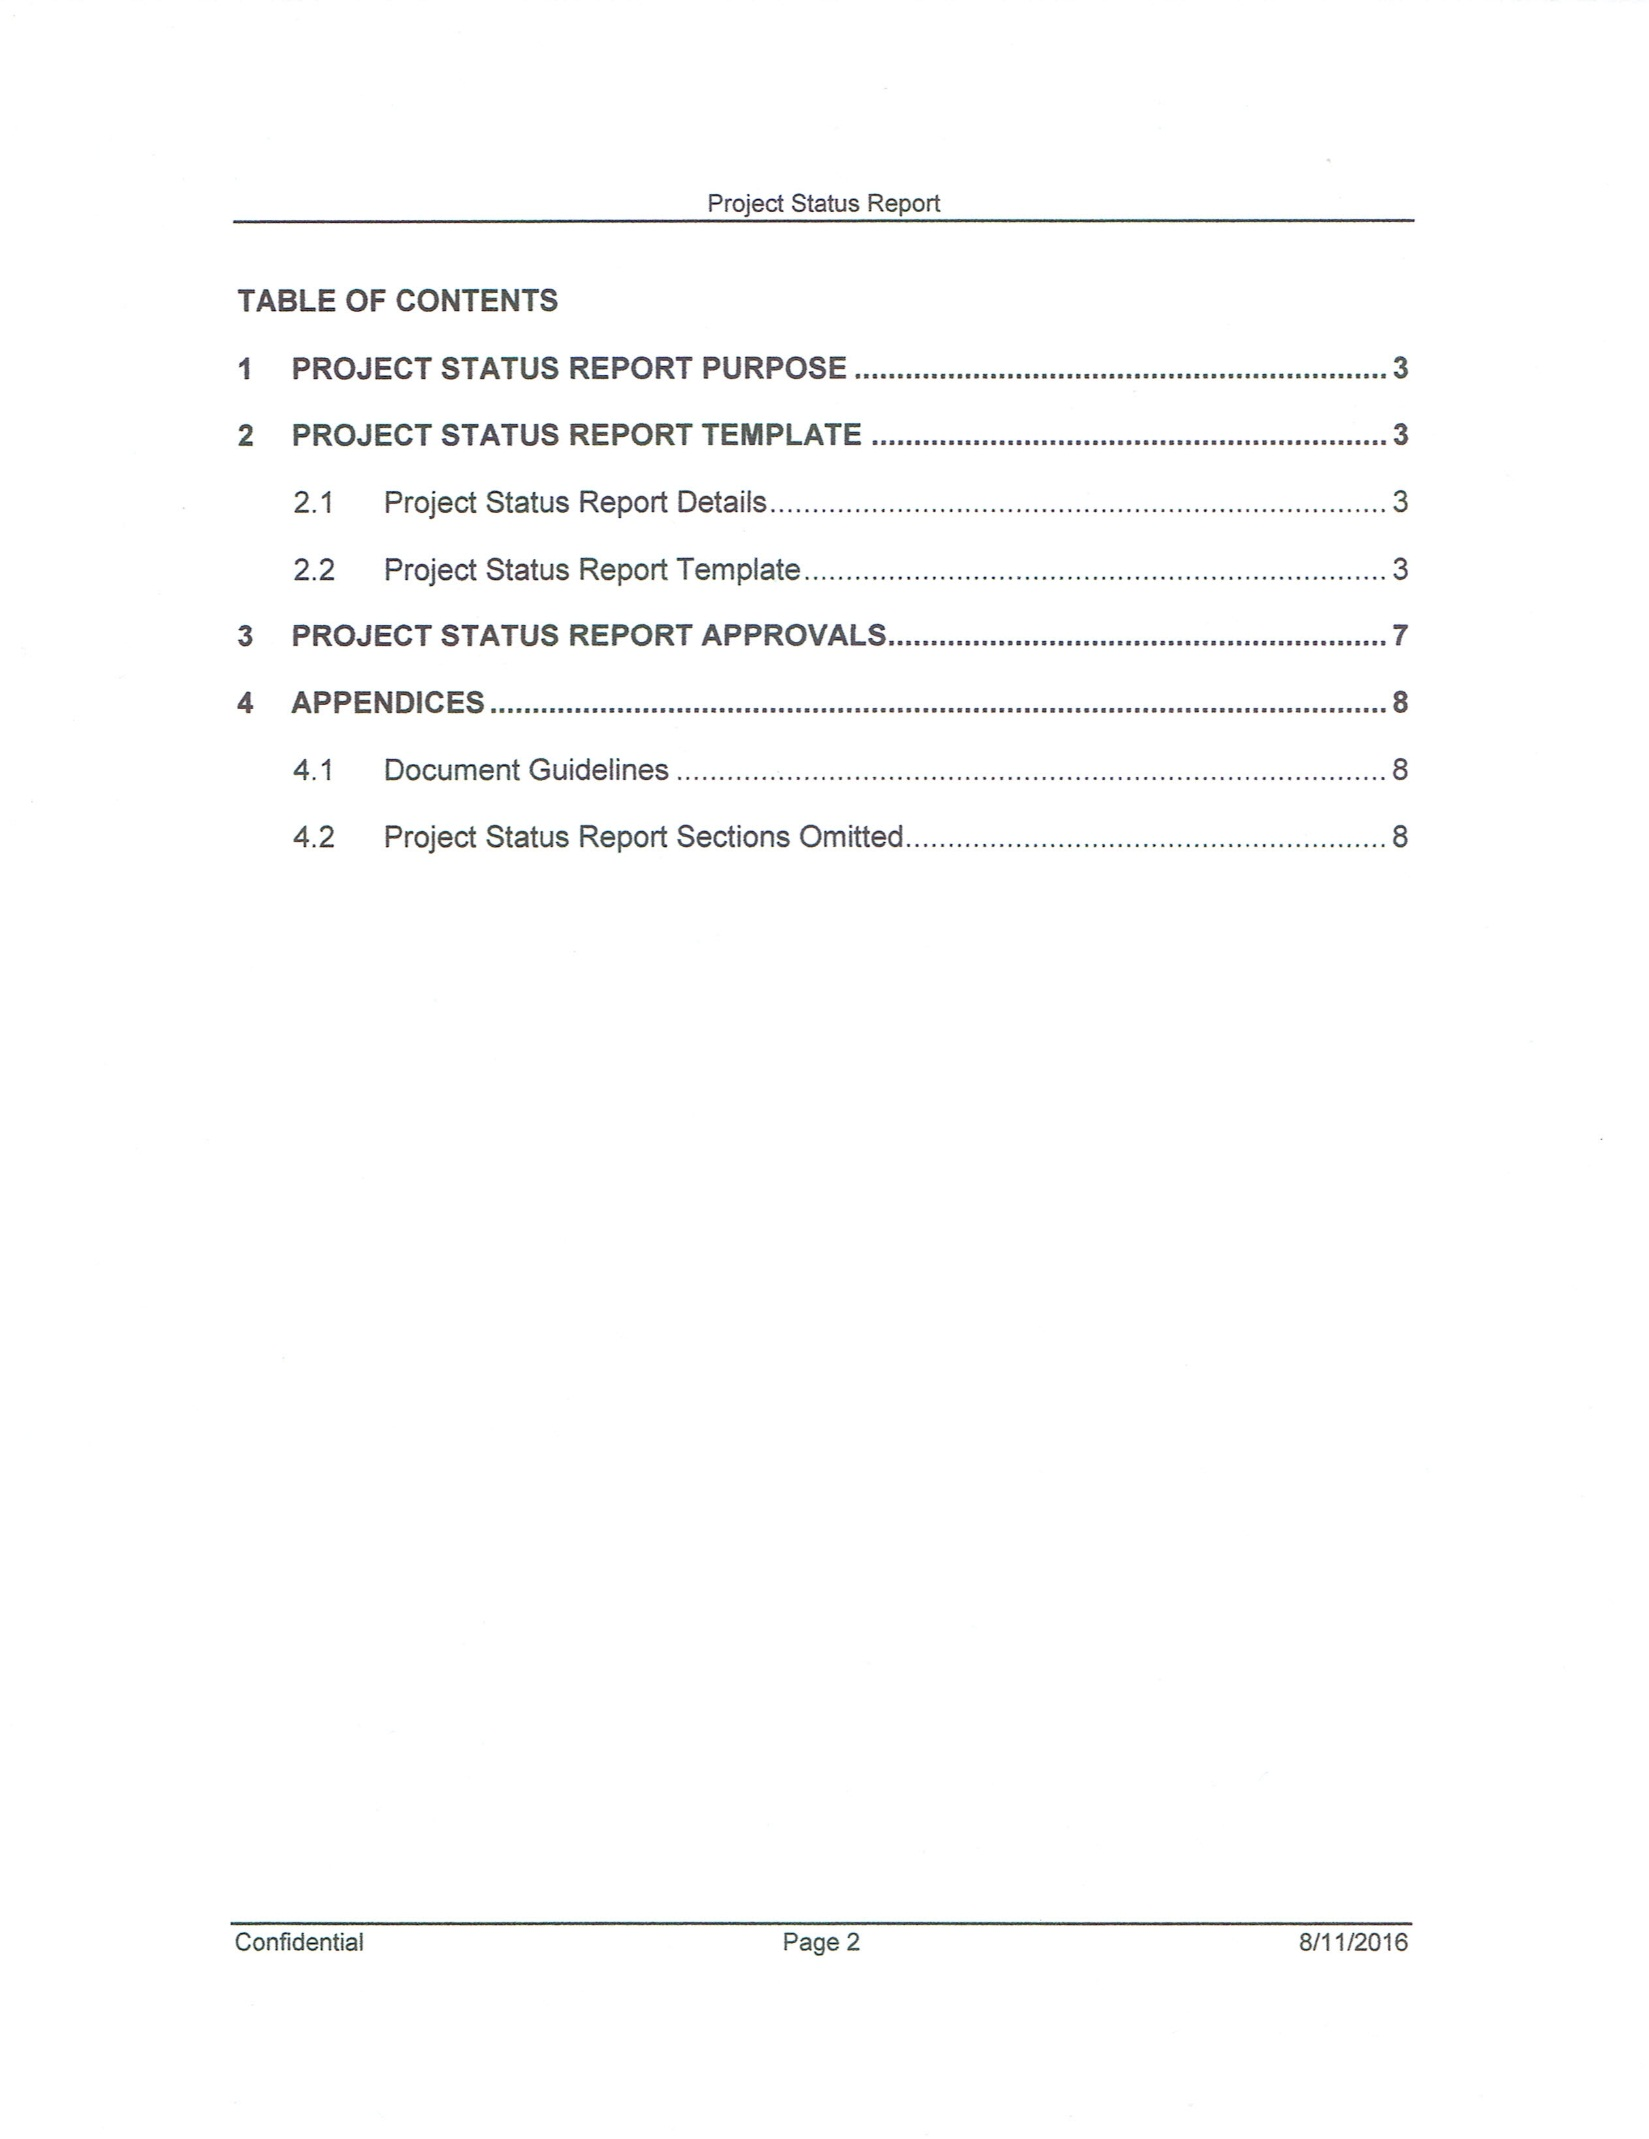 Project Status Report
TABLE OF CONTENTS
1 PROJECT STATUS REPORT PURPOSE ............................................................... 3
2 PROJECT STATUS REPORT TEMPLATE ............................................................. 3
2.1 Project Status Report Details......................................................................... 3
2.2 Project Status Report Template..................................................................... 3
3 PROJECT STATUS REPORT APPROVALS........................................................... 7
4 APPENDICES.......................................................................................................... 8
4.1 Document Guidelines .................................................................................... 8
4.2 Project Status Report Sections Omitted......................................................... 8
Confidential Page 2 8/11/2016